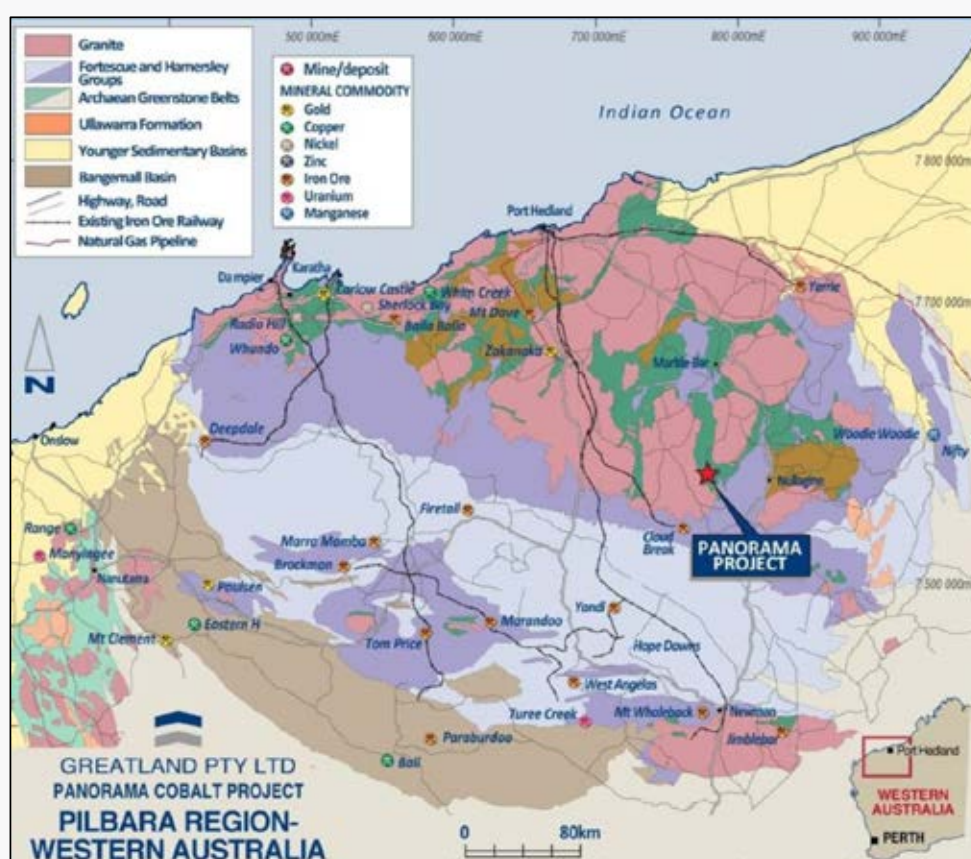 500 000mE
600 000mE
700 000mE
800 000mE
900 000mE
Granite
Fortescue and Hamersley
Groups
Archaean Greenstone Belts
Ullawarra Formation
Younger Sedimentary Basins
Bangemall Basin
Highway, Road
Existing Iron Ore Railway
Natural Gas Pipeline
Mine/deposit
MINERAL COMMODITY
Gold
Copper
Nickel
Zinc
Iron Ore
Uranium
Manganese
Indian Ocean
7 800 000mN
Port Hedland
Dampier
Karatha
Carlow Castle
Sherlock Bay
Whim Creek
Mt Dove
Yarrie
7 700 000mN
Radio Hill
Balla Balla
Whundo
Zakanaka
Marble Bar
N
Onslow
Deepdale
Woodie Woodie
Nifty
Nullagine
Firetail
Range
Cloud
Break
PANORAMA
PROJECT
Marra Mamba
Brockman
Manyingee
Nanutarra
Paulsen
7 500 000mN
Yandi
Eastern H
Marandoo
Mt Clement
Tom Price
Hope Downs
West Angelas
Turee Creek
Mt Whaleback
Newman
Jimblebar
Paraburdoo
Bali
GREATLAND PTY LTD
PANORAMA COBALT PROJECT
PILBARA REGION-
WESTERN AUSTRALIA
0
80km
Port Hedland
WESTERN
AUSTRALIA
PERTH